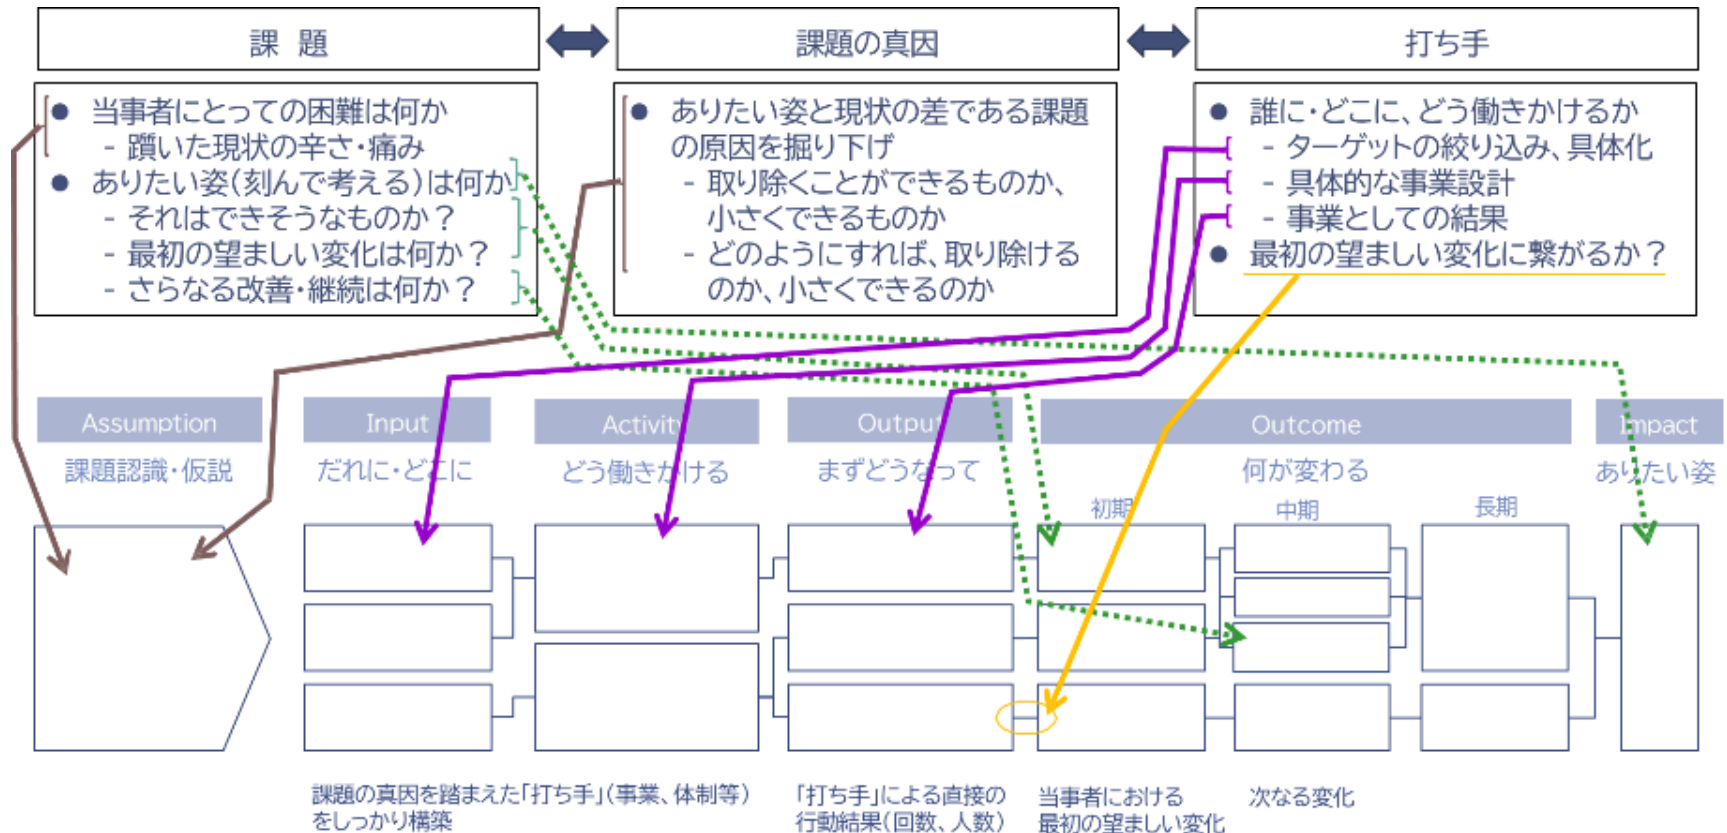 課　題
課題の真因
打ち手
● 当事者にとっての困難は何か
- 躓いた現状の辛さ・痛み
● ありたい姿(刻んで考える)は何か
- それはできそうなものか?
- 最初の望ましい変化は何か?
- さらなる改善・継続は何か?
● ありたい姿と現状の差である課題
の原因を掘り下げ
- 取り除くことができるものか、
小さくできるものか
- どのようにすれば、取り除ける
のか、小さくできるのか
● 誰に・どこに、どう働きかけるか
- ターゲットの絞り込み、具体化
- 具体的な事業設計
- 事業としての結果
● 最初の望ましい変化に繋がるか?
Assumption
Input
Activity
Output
Outcome
Impact
課題認識・仮説
だれに・どこに
どう働きかける
まずどうなって
何が変わる
ありたい姿
初期
中期
長期
課題の真因を踏まえた「打ち手」(事業、体制等)
をしっかり構築
「打ち手」による直接の
行動結果(回数、人数)
当事者における
最初の望ましい変化
次なる変化